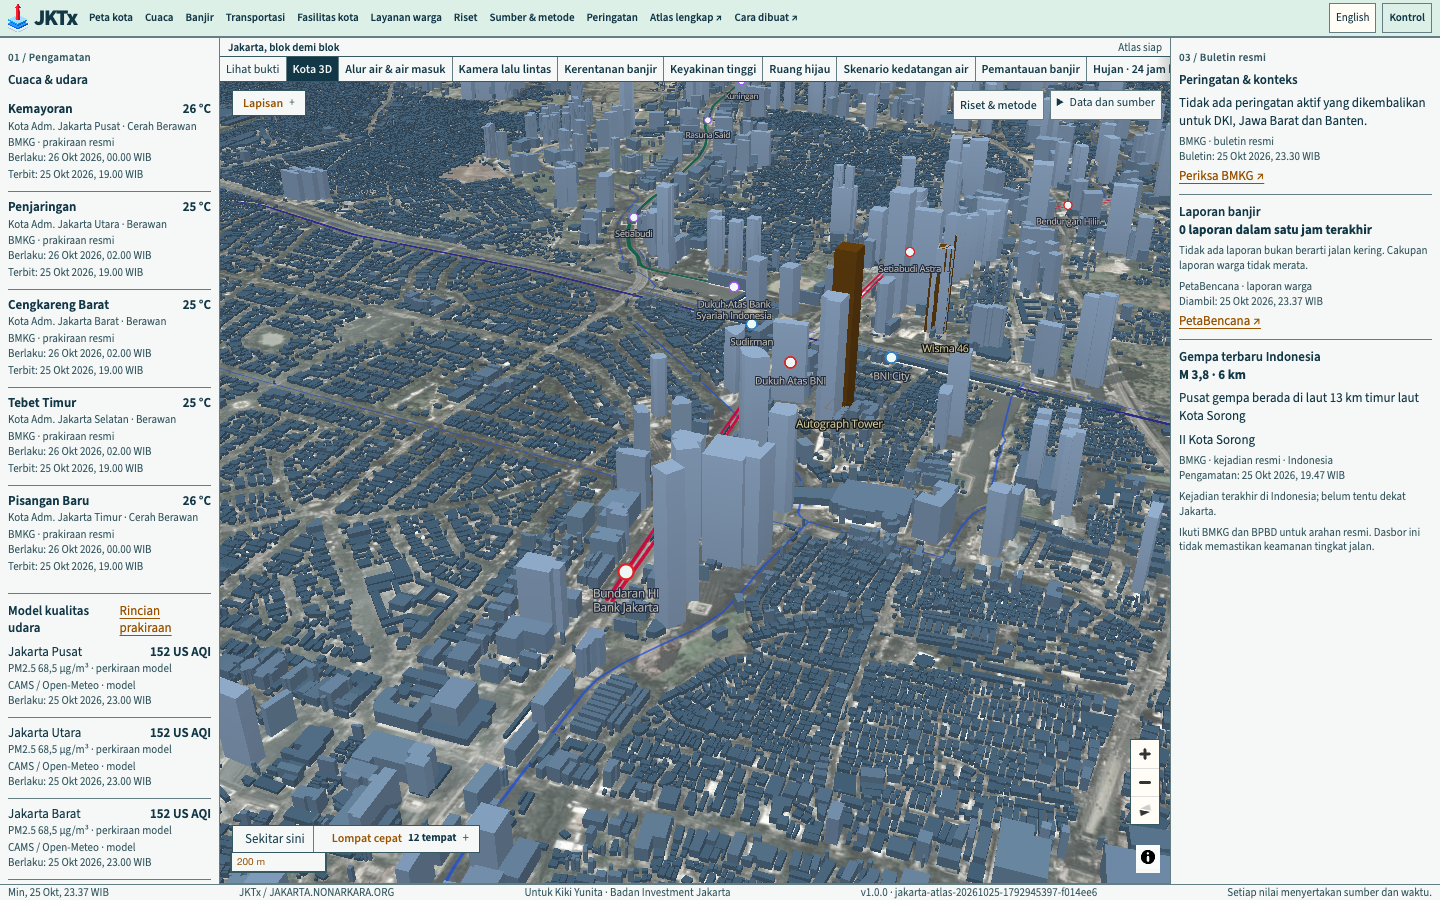 JKTx
Peta kota
Cuaca
Banjir
Transportasi
Fasilitas kota
Layanan warga
Riset
Sumber & metode
Peringatan
Atlas lengkap ↗
Cara dibuat ↗
English
Kontrol
01 / Pengamatan
Cuaca & udara
Kemayoran 26 °C
Kota Adm. Jakarta Pusat · Cerah Berawan
BMKG · prakiraan resmi
Berlaku: 26 Okt 2026, 00.00 WIB
Terbit: 25 Okt 2026, 19.00 WIB
Penjaringan 25 °C
Kota Adm. Jakarta Utara · Berawan
BMKG · prakiraan resmi
Berlaku: 26 Okt 2026, 02.00 WIB
Terbit: 25 Okt 2026, 19.00 WIB
Cengkareng Barat 25 °C
Kota Adm. Jakarta Barat · Berawan
BMKG · prakiraan resmi
Berlaku: 26 Okt 2026, 02.00 WIB
Terbit: 25 Okt 2026, 19.00 WIB
Tebet Timur 25 °C
Kota Adm. Jakarta Selatan · Berawan
BMKG · prakiraan resmi
Berlaku: 26 Okt 2026, 02.00 WIB
Terbit: 25 Okt 2026, 19.00 WIB
Pisangan Baru 26 °C
Kota Adm. Jakarta Timur · Cerah Berawan
BMKG · prakiraan resmi
Berlaku: 26 Okt 2026, 00.00 WIB
Terbit: 25 Okt 2026, 19.00 WIB
Model kualitas udara
Rincian prakiraan
Jakarta Pusat 152 US AQI
PM2.5 68,5 µg/m³ · perkiraan model
CAMS / Open-Meteo · model
Berlaku: 25 Okt 2026, 23.00 WIB
Jakarta Utara 152 US AQI
PM2.5 68,5 µg/m³ · perkiraan model
CAMS / Open-Meteo · model
Berlaku: 25 Okt 2026, 23.00 WIB
Jakarta Barat 152 US AQI
PM2.5 68,5 µg/m³ · perkiraan model
CAMS / Open-Meteo · model
Berlaku: 25 Okt 2026, 23.00 WIB
Jakarta, blok demi blok
Atlas siap
Lihat bukti
Kota 3D
Alur air & air masuk
Kamera lalu lintas
Kerentanan banjir
Keyakinan tinggi
Ruang hijau
Skenario kedatangan air
Pemantauan banjir
Hujan · 24 jam
Lapisan +
Riset & metode
▶ Data dan sumber
Kuningan
Rasuna Said
Setiabudi
Bendungan Hilir
Setiabudi Astra
Dukuh Atas Bank
Syariah Indonesia
Sudirman
Wisma 46
Dukuh Atas BNI
BNI City
Autograph Tower
Bundaran HI
Bank Jakarta
Sekitar sini
Lompat cepat 12 tempat +
200 m
03 / Buletin resmi
Peringatan & konteks
Tidak ada peringatan aktif yang dikembalikan
untuk DKI, Jawa Barat dan Banten.
BMKG · buletin resmi
Buletin: 25 Okt 2026, 23.30 WIB
Periksa BMKG ↗
Laporan banjir
0 laporan dalam satu jam terakhir
Tidak ada laporan bukan berarti jalan kering. Cakupan
laporan warga tidak merata.
PetaBencana · laporan warga
Diambil: 25 Okt 2026, 23.37 WIB
PetaBencana ↗
Gempa terbaru Indonesia
M 3,8 · 6 km
Pusat gempa berada di laut 13 km timur laut
Kota Sorong
II Kota Sorong
BMKG · kejadian resmi · Indonesia
Pengamatan: 25 Okt 2026, 19.47 WIB
Kejadian terakhir di Indonesia; belum tentu dekat
Jakarta.
Ikuti BMKG dan BPBD untuk arahan resmi. Dasbor ini
tidak memastikan keamanan tingkat jalan.
Min, 25 Okt, 23.37 WIB
JKTx / JAKARTA.NONARKARA.ORG
Untuk Kiki Yunita · Badan Investment Jakarta
v1.0.0 · jakarta-atlas-20261025-1792945397-f014ee6
Setiap nilai menyertakan sumber dan waktu.